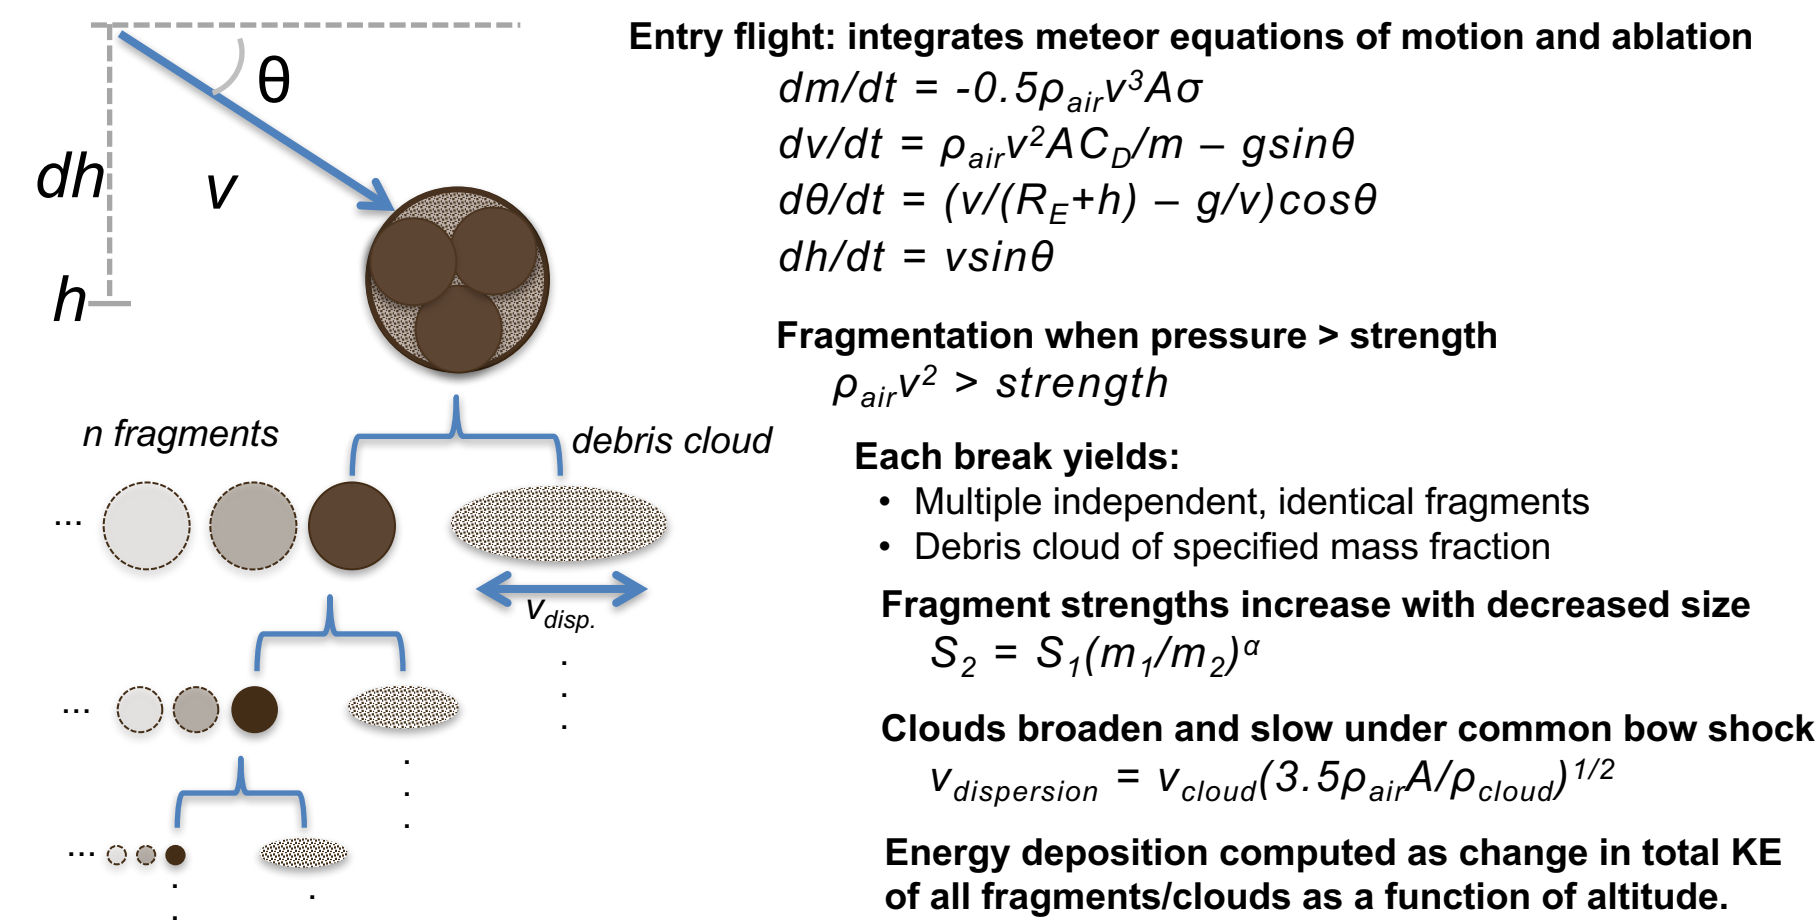 θ
dh
v
h
n fragments
debris cloud
...
v_disp.
...
...
Entry flight: integrates meteor equations of motion and ablation
dm/dt = -0.5ρ_air v³Aσ
dv/dt = ρ_air v²AC_D/m – gsinθ
dθ/dt = (v/(R_E+h) – g/v)cosθ
dh/dt = vsinθ
Fragmentation when pressure > strength
ρ_air v² > strength
Each break yields:
• Multiple independent, identical fragments
• Debris cloud of specified mass fraction
Fragment strengths increase with decreased size
S₂ = S₁(m₁/m₂)^α
Clouds broaden and slow under common bow shock
v_dispersion = v_cloud(3.5ρ_air A/ρ_cloud)^1/2
Energy deposition computed as change in total KE
of all fragments/clouds as a function of altitude.